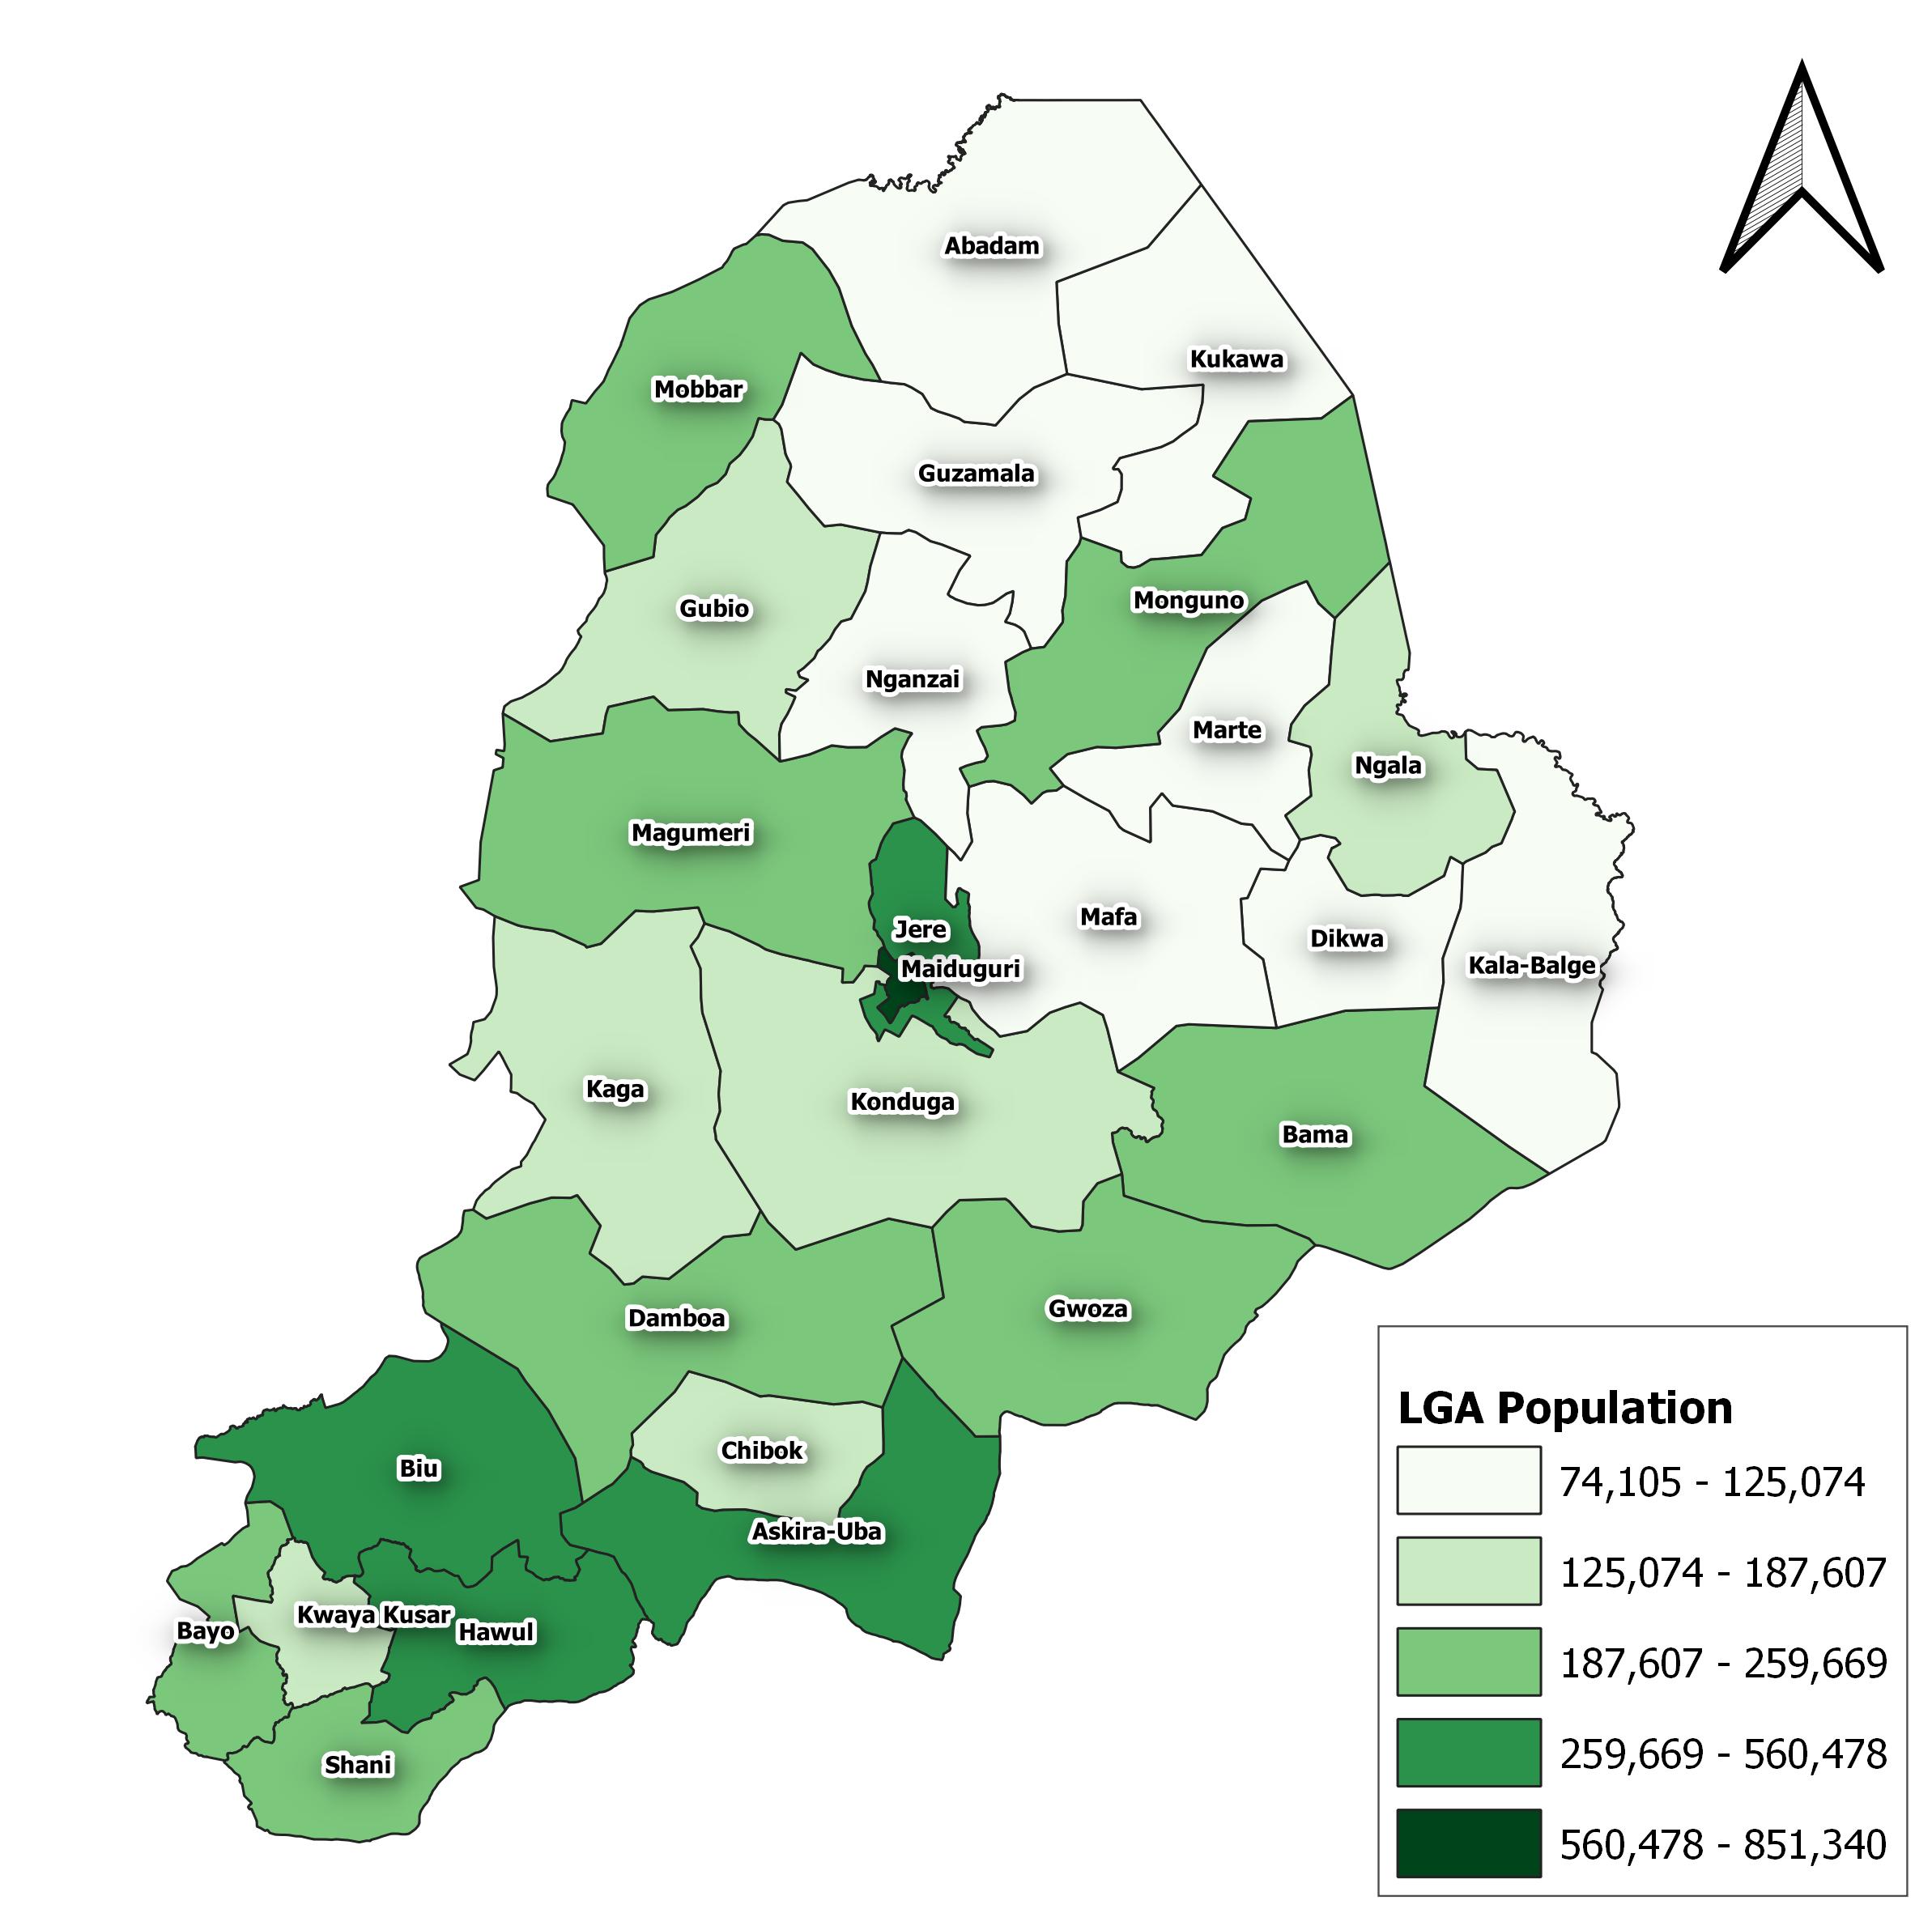 Abadam
Kukawa
Mobbar
Guzamala
Monguno
Gubio
Nganzai
Marte
Ngala
Magumeri
Mafa
Jere
Dikwa
Kala-Balge
Maiduguri
Kaga
Konduga
Bama
Gwoza
Damboa
Chibok
Biu
Askira-Uba
Kwaya Kusar
Bayo
Hawul
Shani
LGA Population
74,105 - 125,074
125,074 - 187,607
187,607 - 259,669
259,669 - 560,478
560,478 - 851,340